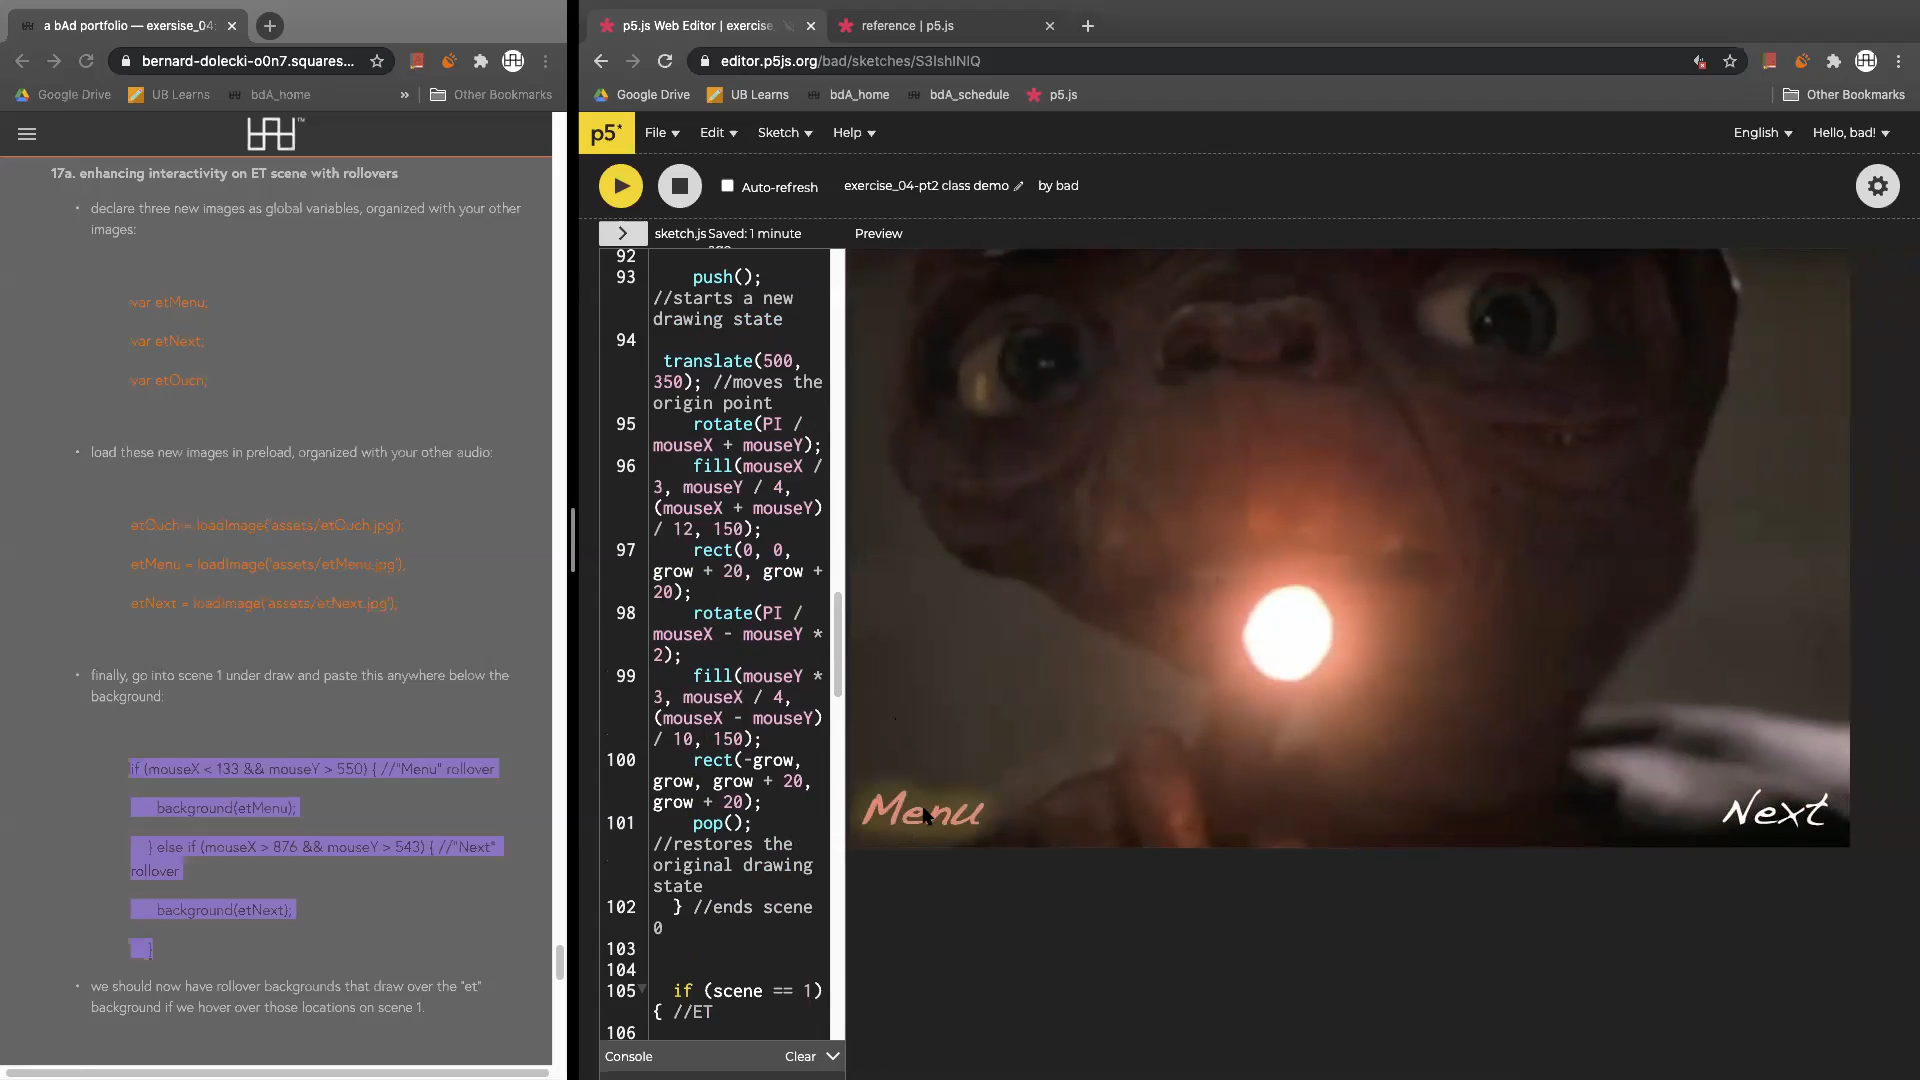 a bAd portfolio — exersise_04:
p5.js Web Editor | exercise_
reference | p5.js
bernard-dolecki-o0n7.squares...
editor.p5js.org/bad/sketches/S3IshINIQ
Google Drive
UB Learns
bdA_home
»
Other Bookmarks
Google Drive
UB Learns
bdA_home
bdA_schedule
p5.js
Other Bookmarks
17a. enhancing interactivity on ET scene with rollovers
• declare three new images as global variables, organized with your other
images:
var etMenu;
var etNext;
var etOucn;
• load these new images in preload, organized with your other audio:
etOuch = loadImage('assets/etOuch.jpg');
etMenu = loadImage('assets/etMenu.jpg');
etNext = loadImage('assets/etNext.jpg');
• finally, go into scene 1 under draw and paste this anywhere below the
background:
if (mouseX < 133 && mouseY > 550) { //"Menu" rollover
background(etMenu);
} else if (mouseX > 876 && mouseY > 543) { //"Next"
rollover
background(etNext);
}
• we should now have rollover backgrounds that draw over the "et"
background if we hover over those locations on scene 1.
p5*
File
Edit
Sketch
Help
English
Hello, bad!
Auto-refresh
exercise_04-pt2 class demo
by bad
>
sketch.js
Saved: 1 minute
ago
Preview
92
93 push();
//starts a new
drawing state
94
translate(500,
350); //moves the
origin point
95 rotate(PI /
mouseX + mouseY);
96 fill(mouseX /
3, mouseY / 4,
(mouseX + mouseY)
/ 12, 150);
97 rect(0, 0,
grow + 20, grow +
20);
98 rotate(PI /
mouseX - mouseY *
2);
99 fill(mouseY *
3, mouseX / 4,
(mouseX - mouseY)
/ 10, 150);
100 rect(-grow,
grow, grow + 20,
grow + 20);
101 pop();
//restores the
original drawing
state
102 } //ends scene
0
103
104
105 if (scene == 1)
{ //ET
106
Console
Clear
Menu
Next